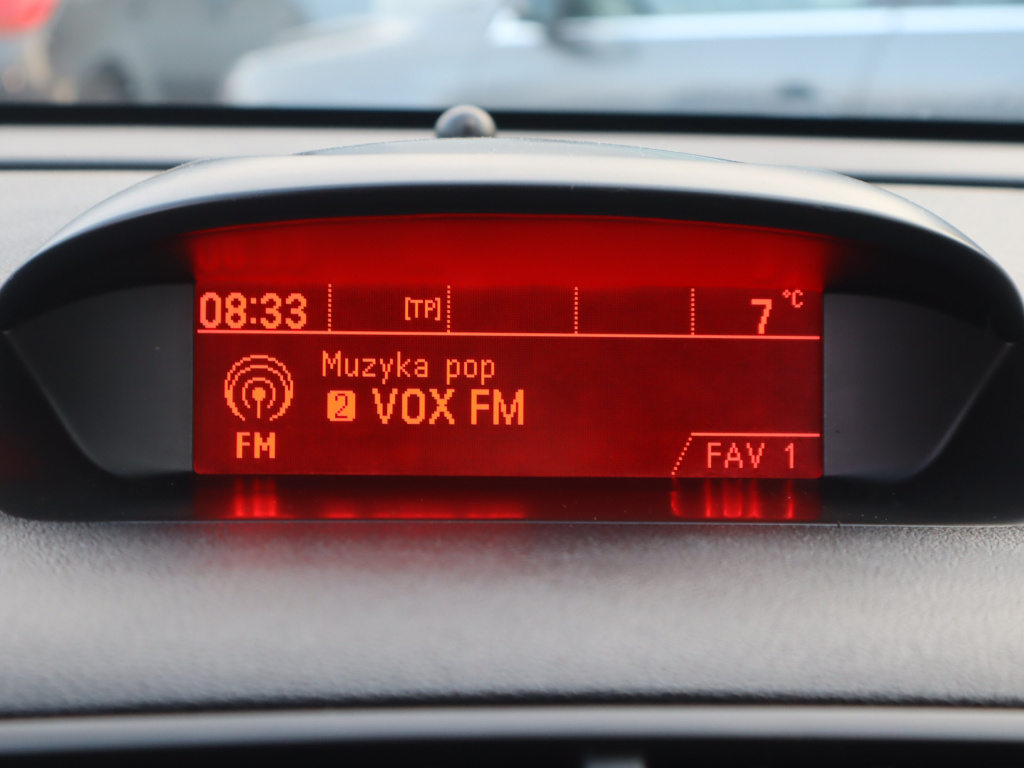 08:33 [TP] 7 °C
Muzyka pop
2 VOX FM
FM
FAV 1